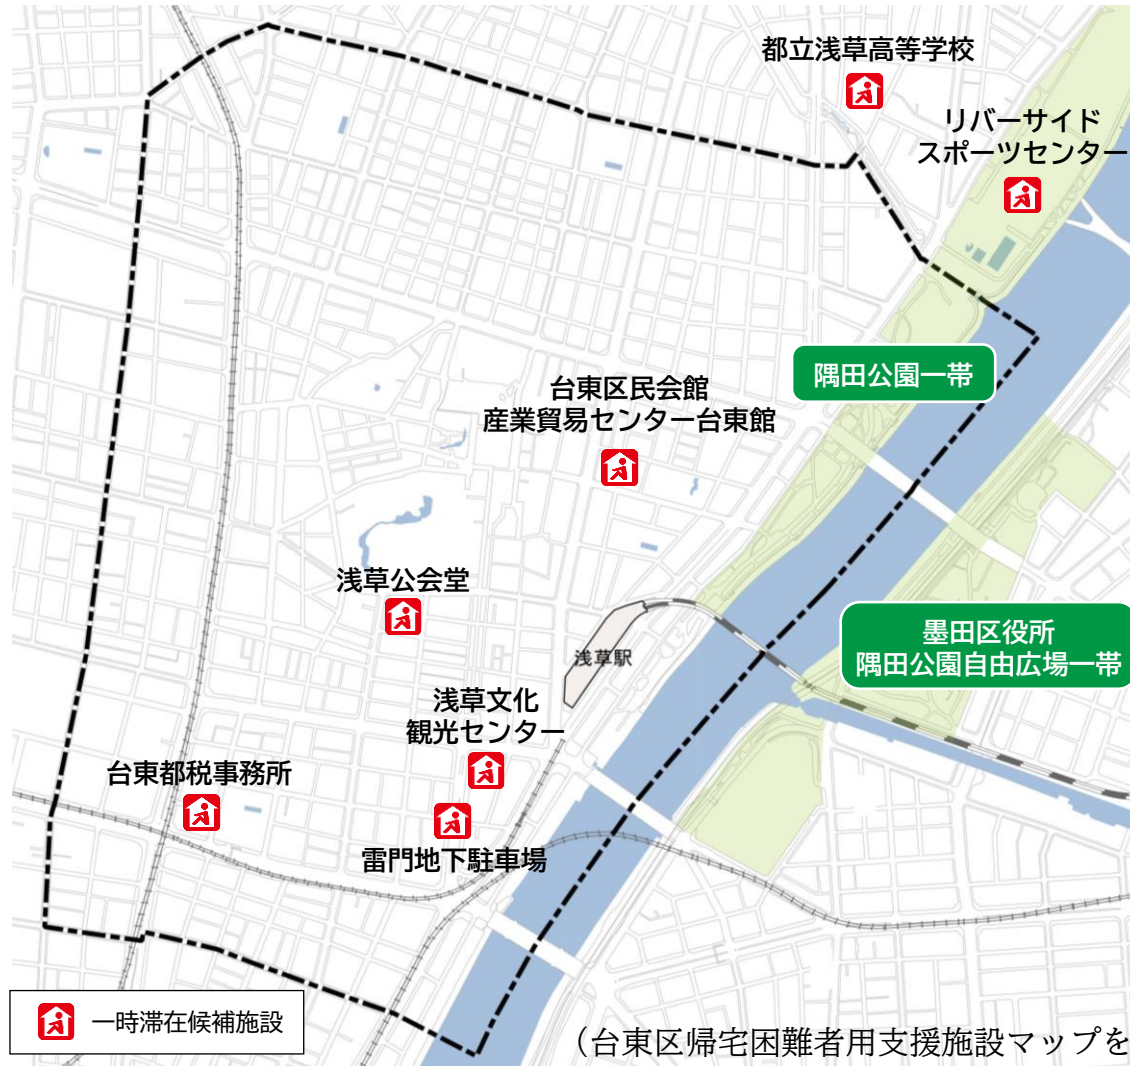 都立浅草高等学校
リバーサイド
スポーツセンター
隅田公園一帯
台東区民会館
産業貿易センター台東館
浅草公会堂
浅草駅
墨田区役所
隅田公園自由広場一帯
浅草文化
観光センター
台東都税事務所
雷門地下駐車場
一時滞在候補施設
（台東区帰宅困難者用支援施設マップを